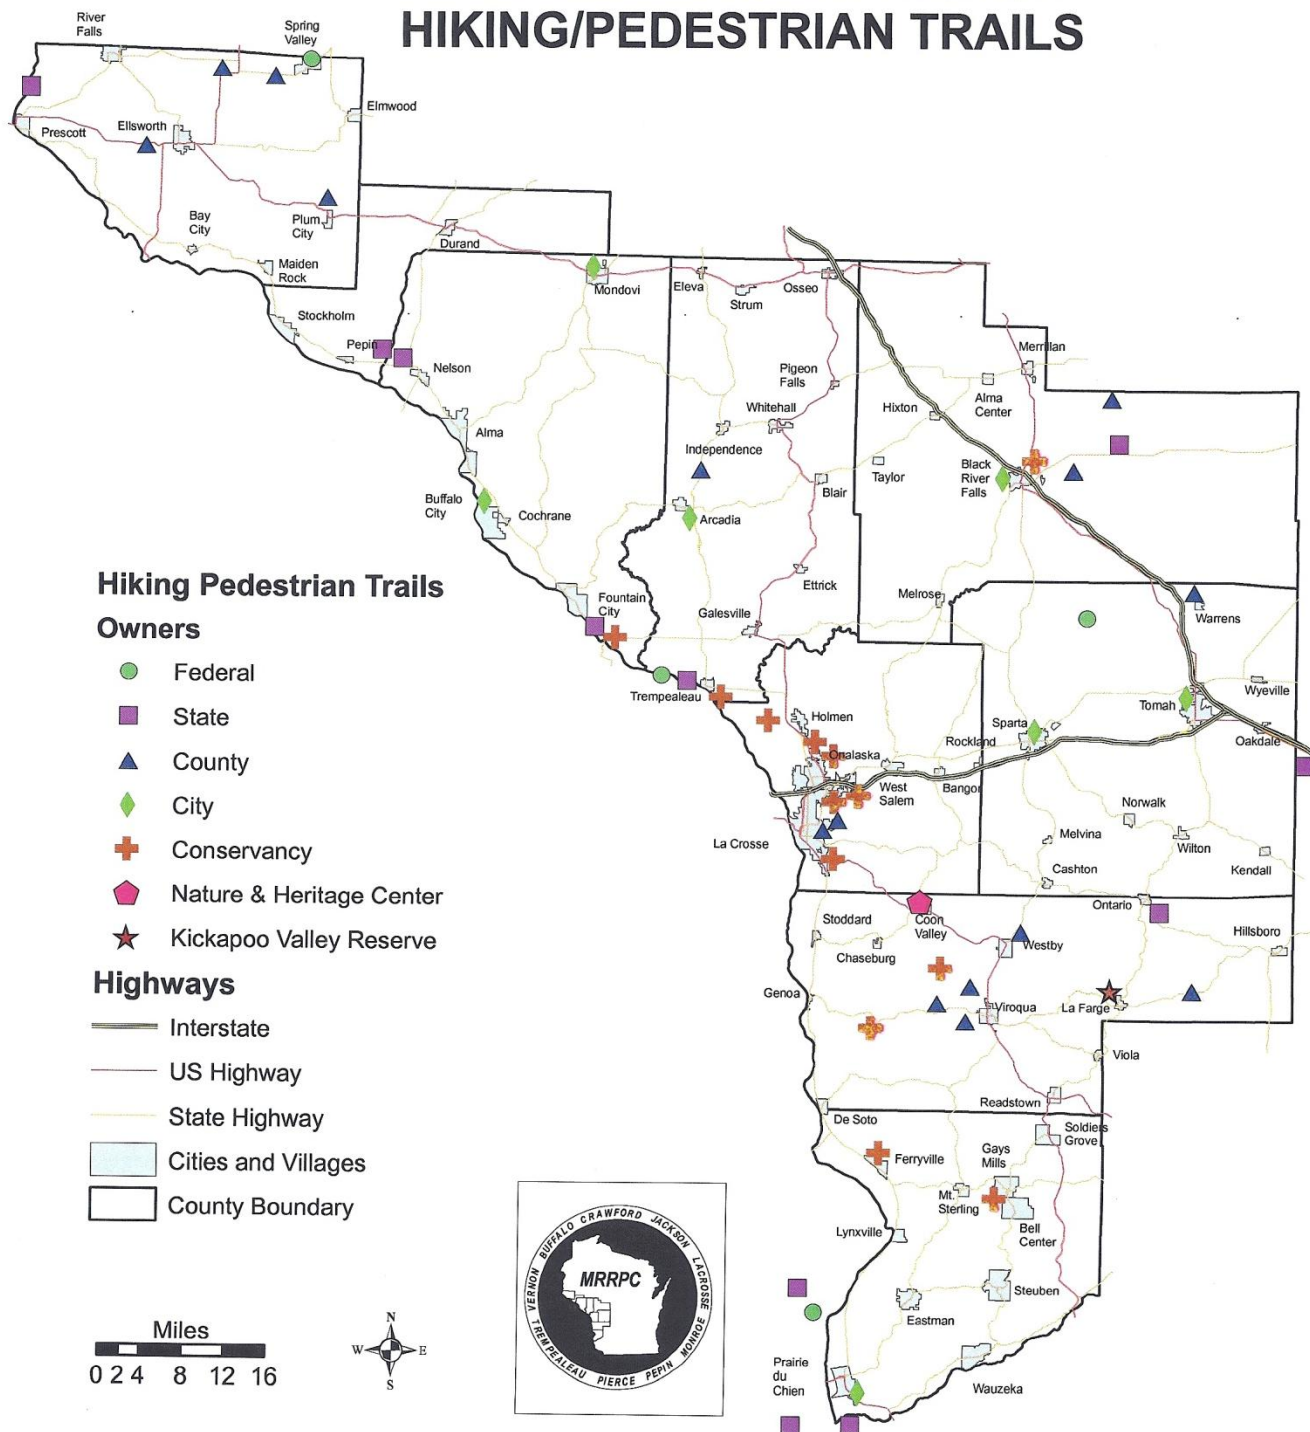 HIKING/PEDESTRIAN TRAILS
River
Falls
Spring
Valley
Elmwood
Prescott
Ellsworth
Bay
City
Plum
City
Durand
Maiden
Rock
Mondovi
Eleva
Strum
Osseo
Stockholm
Pepin
Nelson
Merrillan
Pigeon
Falls
Alma
Center
Hixton
Whitehall
Alma
Independence
Taylor
Black
River
Falls
Blair
Buffalo
City
Cochrane
Arcadia
Ettrick
Melrose
Warrens
Fountain
City
Galesville
Trempealeau
Wyeville
Tomah
Holmen
Sparta
Oakdale
Onalaska
Rockland
West
Salem
Bangor
Norwalk
La Crosse
Melvina
Wilton
Cashton
Kendall
Stoddard
Coon
Valley
Ontario
Hillsboro
Chaseburg
Westby
Genoa
Viroqua
La Farge
Viola
Readstown
De Soto
Soldiers
Grove
Ferryville
Gays
Mills
Mt.
Sterling
Lynxville
Bell
Center
Steuben
Eastman
Prairie
du
Chien
Wauzeka
Hiking Pedestrian Trails
Owners
Federal
State
County
City
Conservancy
Nature & Heritage Center
Kickapoo Valley Reserve
Highways
Interstate
US Highway
State Highway
Cities and Villages
County Boundary
Miles
0 2 4 8 12 16
N
W E
S
VERNON BUFFALO CRAWFORD JACKSON LACROSSE
MRRPC
TREMPEALEAU PIERCE PEPIN MONROE